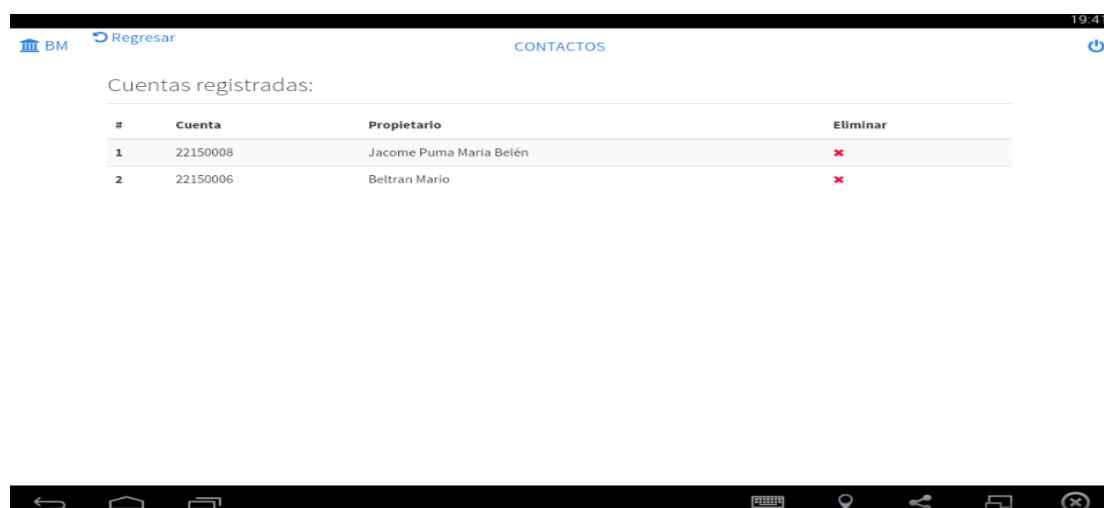 19:41
BM Regresar CONTACTOS
Cuentas registradas:
# Cuenta Propietario Eliminar
1 22150008 Jacome Puma María Belén
2 22150006 Beltran Mario